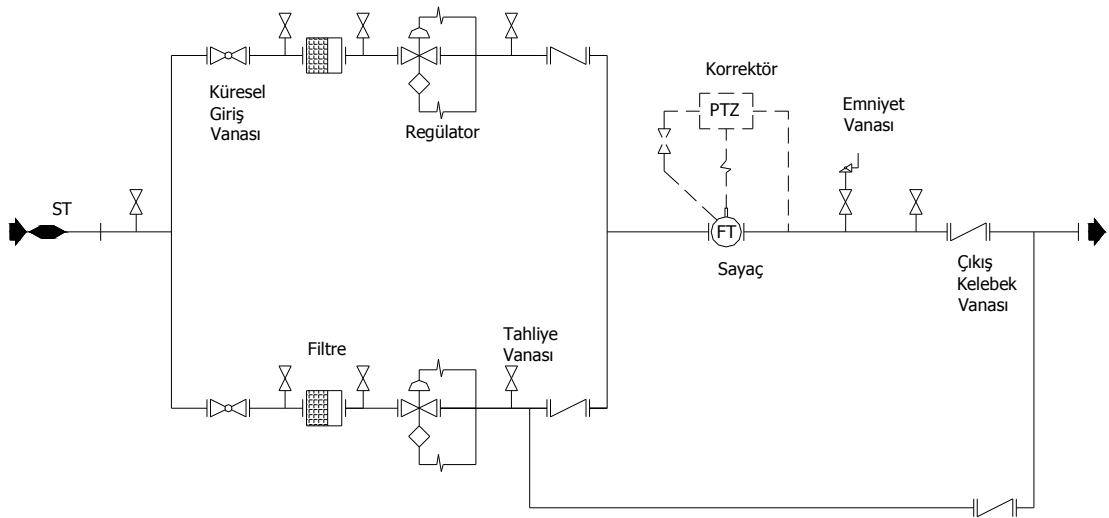 Küresel
Giriş
Vanası
Regülator
Korrektör
PTZ
Emniyet
Vanası
ST
FT
Sayaç
Çıkış
Kelebek
Vanası
Filtre
Tahliye
Vanası